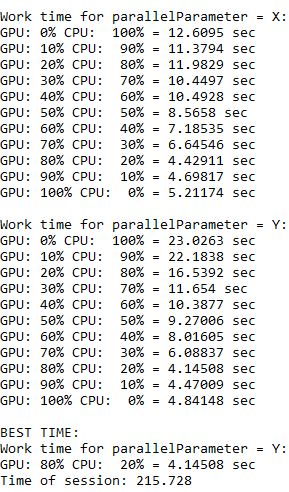 Work time for parallelParameter = X:
GPU: 0% CPU:  100% = 12.6095 sec
GPU: 10% CPU:  90% = 11.3794 sec
GPU: 20% CPU:  80% = 11.9829 sec
GPU: 30% CPU:  70% = 10.4497 sec
GPU: 40% CPU:  60% = 10.4928 sec
GPU: 50% CPU:  50% = 8.5658 sec
GPU: 60% CPU:  40% = 7.18535 sec
GPU: 70% CPU:  30% = 6.64546 sec
GPU: 80% CPU:  20% = 4.42911 sec
GPU: 90% CPU:  10% = 4.69817 sec
GPU: 100% CPU:  0% = 5.21174 sec

Work time for parallelParameter = Y:
GPU: 0% CPU:  100% = 23.0263 sec
GPU: 10% CPU:  90% = 22.1838 sec
GPU: 20% CPU:  80% = 16.5392 sec
GPU: 30% CPU:  70% = 11.654 sec
GPU: 40% CPU:  60% = 10.3877 sec
GPU: 50% CPU:  50% = 9.27006 sec
GPU: 60% CPU:  40% = 8.01605 sec
GPU: 70% CPU:  30% = 6.08837 sec
GPU: 80% CPU:  20% = 4.14508 sec
GPU: 90% CPU:  10% = 4.47009 sec
GPU: 100% CPU:  0% = 4.84148 sec

BEST TIME:
Work time for parallelParameter = Y:
GPU: 80% CPU:  20% = 4.14508 sec
Time of session: 215.728